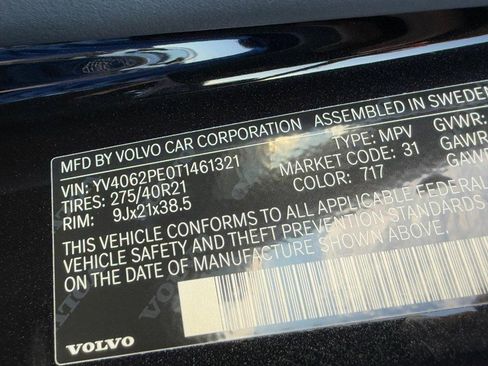 MFD BY VOLVO CAR CORPORATION ASSEMBLED IN SWEDEN
VIN: YV4062PE0T1461321 TYPE: MPV GVWR:
TIRES: 275/40R21 MARKET CODE: 31 GAWR
RIM: 9Jx21x38.5 COLOR: 717 GAWR
THIS VEHICLE CONFORMS TO ALL APPLICABLE FEDERAL
VEHICLE SAFETY AND THEFT PREVENTION STANDARDS
ON THE DATE OF MANUFACTURE SHOWN ABOVE.
VOLVO